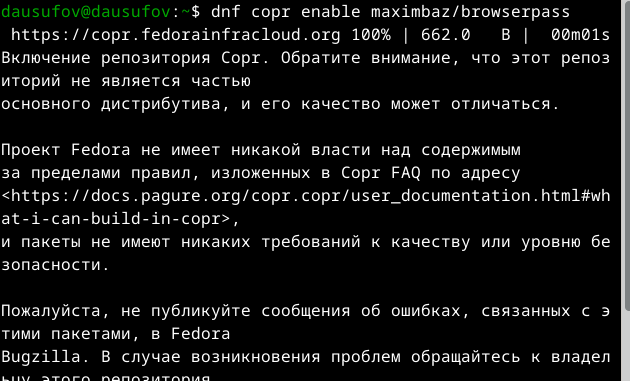 dausufov@dausufov:~$ dnf copr enable maximbaz/browserpass
https://copr.fedorainfracloud.org 100% | 662.0   B |  00m01s
Включение репозитория Copr. Обратите внимание, что этот репоз
иторий не является частью
основного дистрибутива, и его качество может отличаться.
Проект Fedora не имеет никакой власти над содержимым
за пределами правил, изложенных в Copr FAQ по адресу
<https://docs.pagure.org/copr.copr/user_documentation.html#wh
at-i-can-build-in-copr>,
и пакеты не имеют никаких требований к качеству или уровню бе
зопасности.
Пожалуйста, не публикуйте сообщения об ошибках, связанных с э
тими пакетами, в Fedora
Bugzilla. В случае возникновения проблем обращайтесь к владел
ьцу этого репозитория.